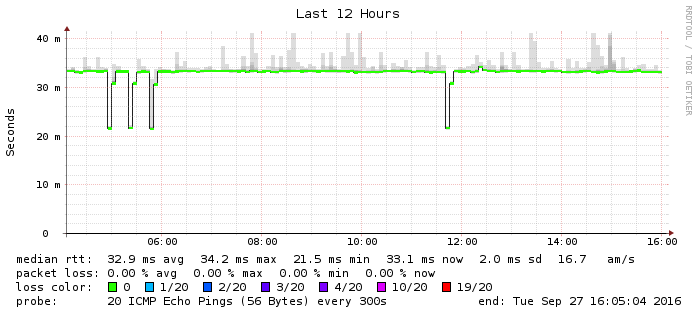 Last 12 Hours
RRDTOOL / TOBI OETIKER
Seconds
40 m
30 m
20 m
10 m
0
06:00 08:00 10:00 12:00 14:00 16:00
median rtt: 32.9 ms avg 34.2 ms max 21.5 ms min 33.1 ms now 2.0 ms sd 16.7 am/s
packet loss: 0.00 % avg 0.00 % max 0.00 % min 0.00 % now
loss color: 0 1/20 2/20 3/20 4/20 10/20 19/20
probe: 20 ICMP Echo Pings (56 Bytes) every 300s end: Tue Sep 27 16:05:04 2016